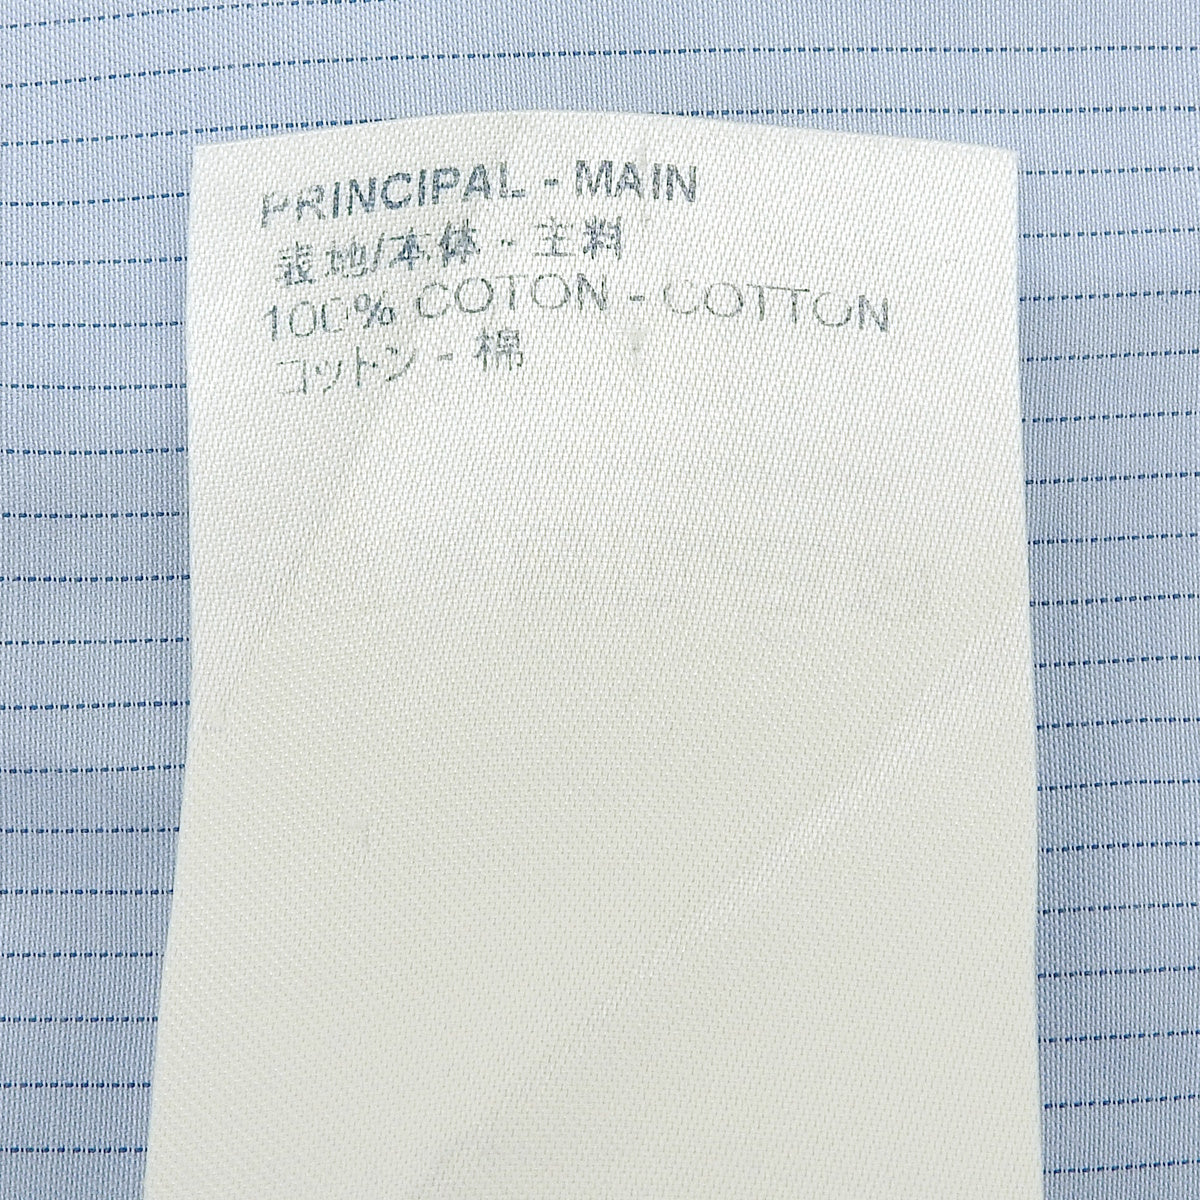 PRINCIPAL - MAIN
表地/本体 - 主料
100% COTON - COTTON
コットン - 棉